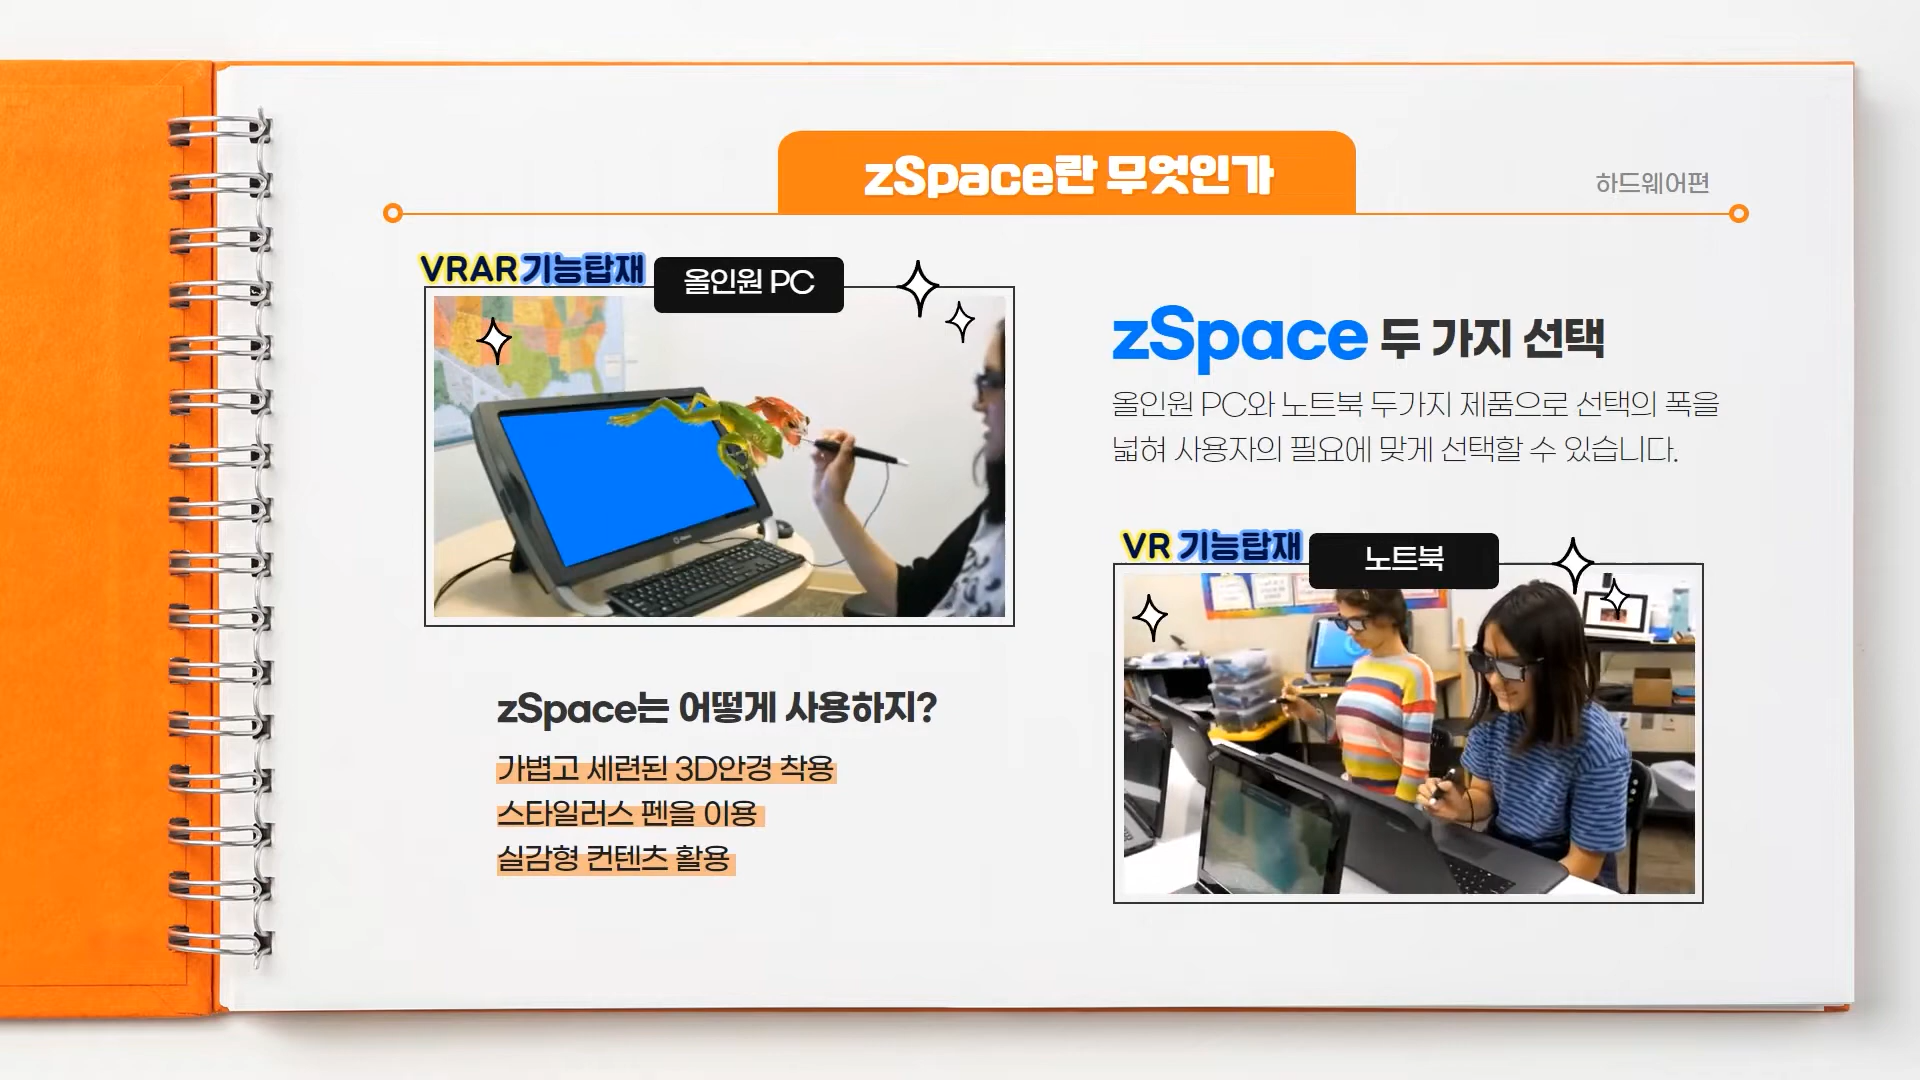 zSpace란 무엇인가
하드웨어편
VRAR 기능탑재
올인원 PC
zSpace 두 가지 선택
올인원 PC와 노트북 두가지 제품으로 선택의 폭을
넓혀 사용자의 필요에 맞게 선택할 수 있습니다.
VR 기능탑재
노트북
zSpace는 어떻게 사용하지?
가볍고 세련된 3D안경 착용
스타일러스 펜을 이용
실감형 컨텐츠 활용